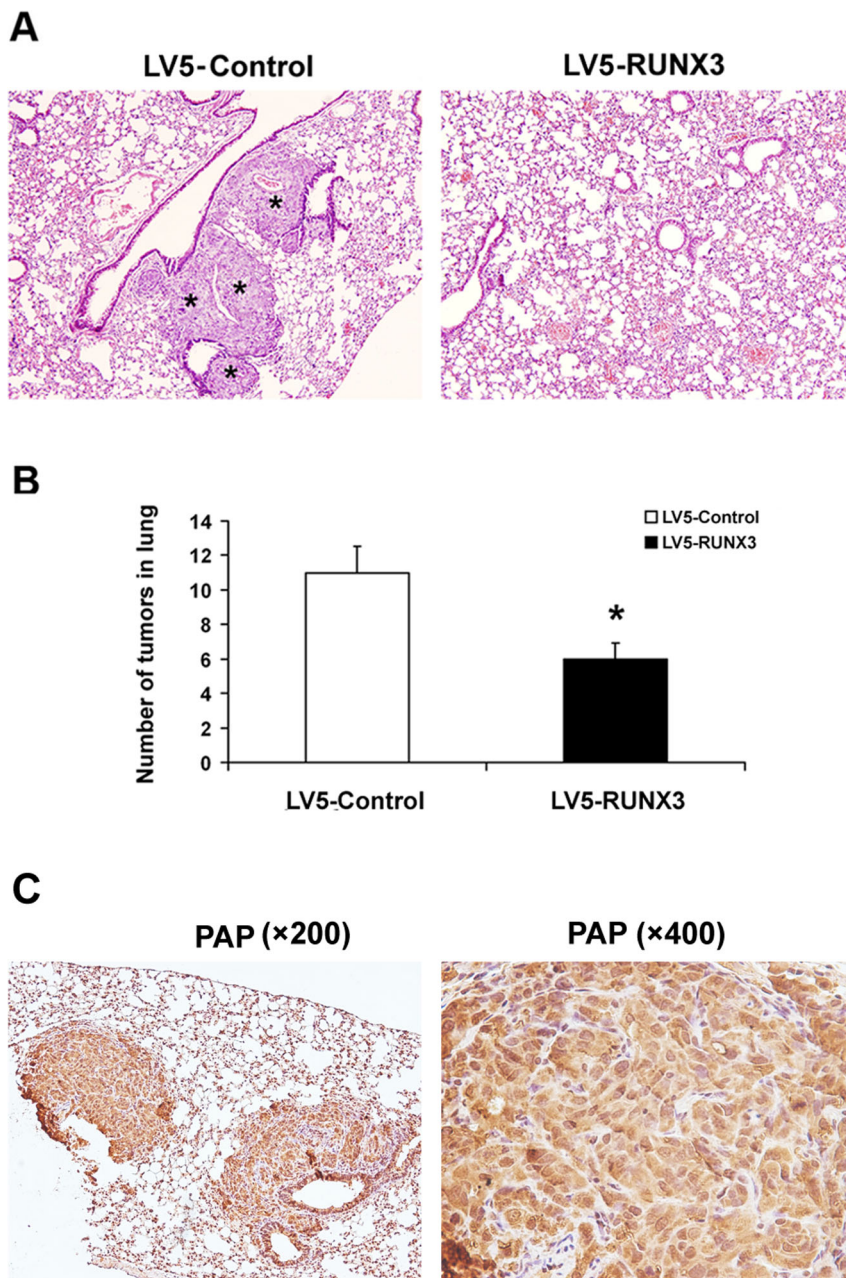 A
LV5-Control LV5-RUNX3
*
*
*
*
B
Number of tumors in lung
14
12
10
8
6
4
2
0
LV5-Control
LV5-RUNX3
*
LV5-Control LV5-RUNX3
C
PAP (×200) PAP (×400)